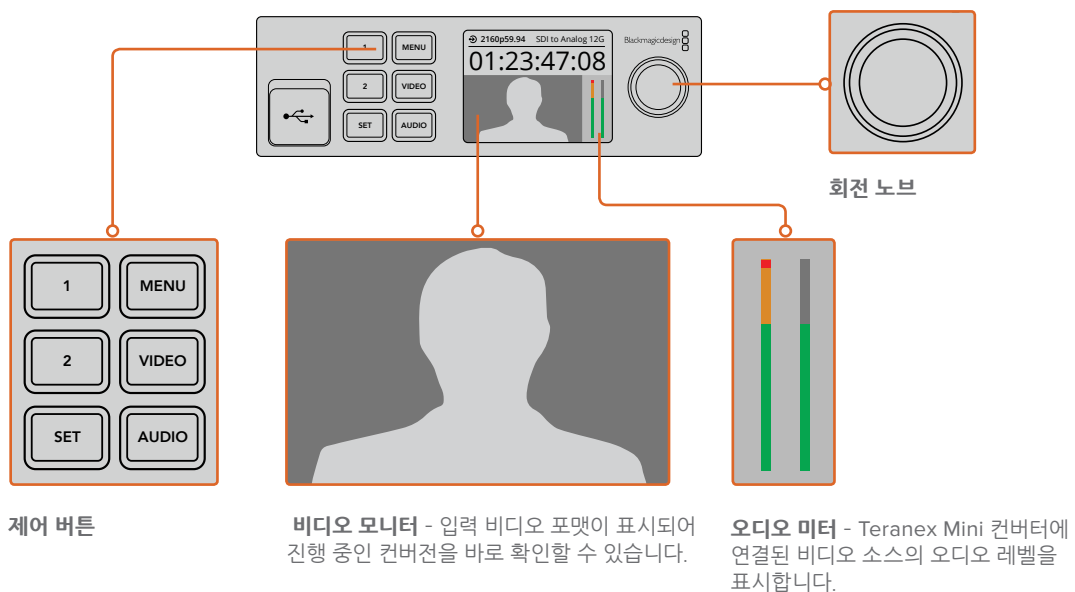 1
MENU
2
VIDEO
SET
AUDIO
2160p59.94 SDI to Analog 12G
01:23:47:08
Blackmagicdesign
회전 노브
1
MENU
2
VIDEO
SET
AUDIO
제어 버튼
비디오 모니터 - 입력 비디오 포맷이 표시되어
진행 중인 컨버전을 바로 확인할 수 있습니다.
오디오 미터 - Teranex Mini 컨버터에
연결된 비디오 소스의 오디오 레벨을
표시합니다.